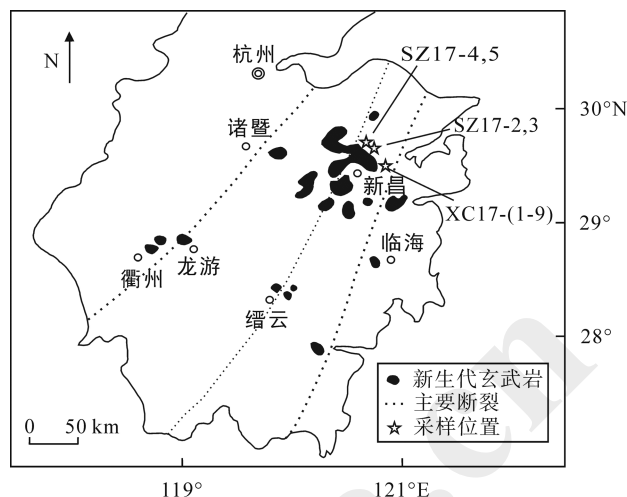 杭州
SZ17-4,5
N
30°N
诸暨
SZ17-2,3
新昌
XC17-(1-9)
29°
临海
衢州
龙游
缙云
28°
新生代玄武岩
主要断裂
采样位置
0 50 km
119°
121°E